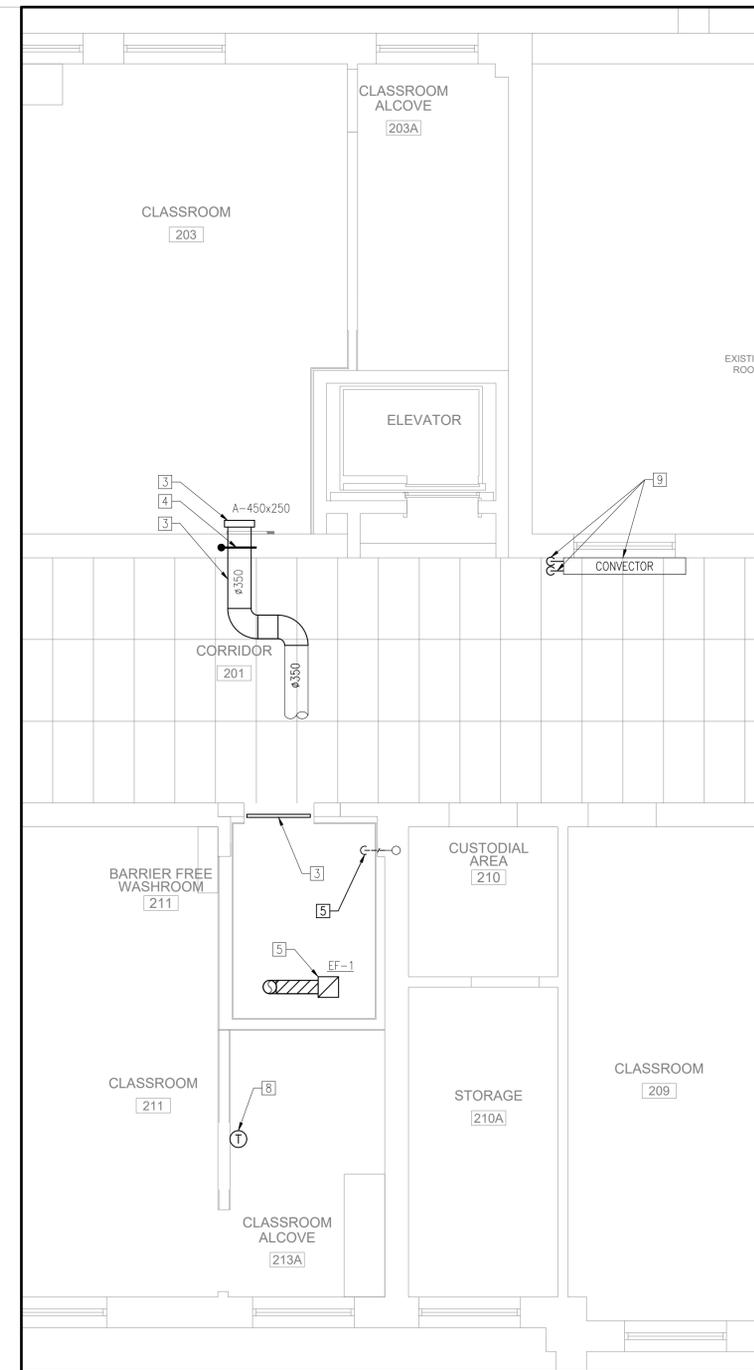 CLASSROOM
ALCOVE
203A
CLASSROOM
203
EXISTI
ROO
ELEVATOR
3
4
3
A-450x250
9
CONVECTOR
ø350
CORRIDOR
201
ø350
BARRIER FREE
WASHROOM
211
3
5
CUSTODIAL
AREA
210
5
EF-1
CLASSROOM
211
8
T
STORAGE
210A
CLASSROOM
209
CLASSROOM
ALCOVE
213A